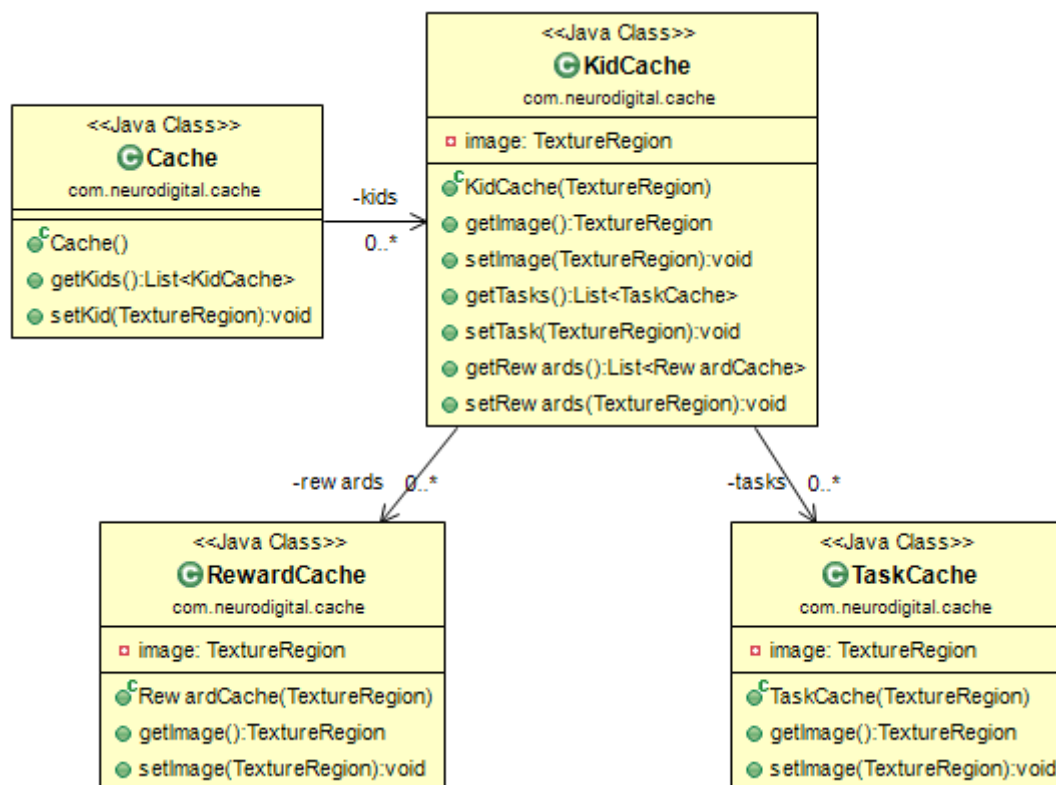 <<Java Class>>
Cache
com.neurodigital.cache
Cache()
getKids():List<KidCache>
setKid(TextureRegion):void
-kids
0..*
<<Java Class>>
KidCache
com.neurodigital.cache
image: TextureRegion
KidCache(TextureRegion)
getImage():TextureRegion
setImage(TextureRegion):void
getTasks():List<TaskCache>
setTask(TextureRegion):void
getRewards():List<RewardCache>
setRewards(TextureRegion):void
-rewards 0..*
-tasks 0..*
<<Java Class>>
RewardCache
com.neurodigital.cache
image: TextureRegion
RewardCache(TextureRegion)
getImage():TextureRegion
setImage(TextureRegion):void
<<Java Class>>
TaskCache
com.neurodigital.cache
image: TextureRegion
TaskCache(TextureRegion)
getImage():TextureRegion
setImage(TextureRegion):void